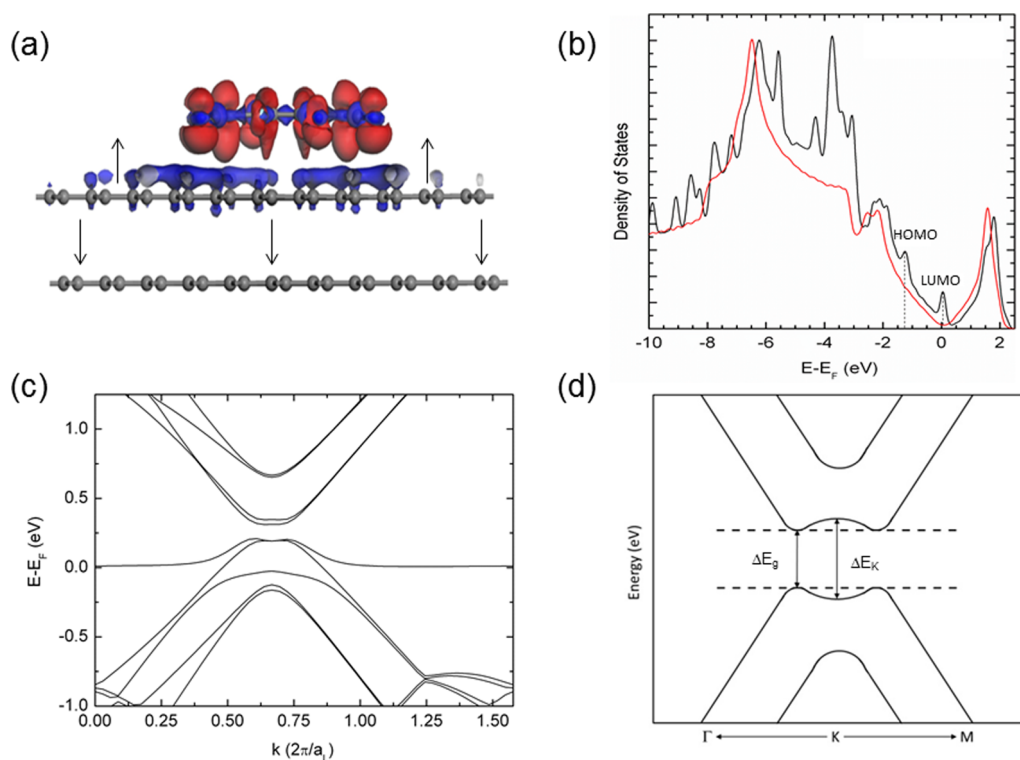 (a)
(b)
Density of States
HOMO
LUMO
-10 -8 -6 -4 -2 0 2
E-E_F (eV)
(c)
1.0
0.5
0.0
-0.5
-1.0
E-E_F (eV)
0.00 0.25 0.50 0.75 1.00 1.25 1.50
k (2π/a_L)
(d)
Energy (eV)
ΔE_g
ΔE_K
Γ K M